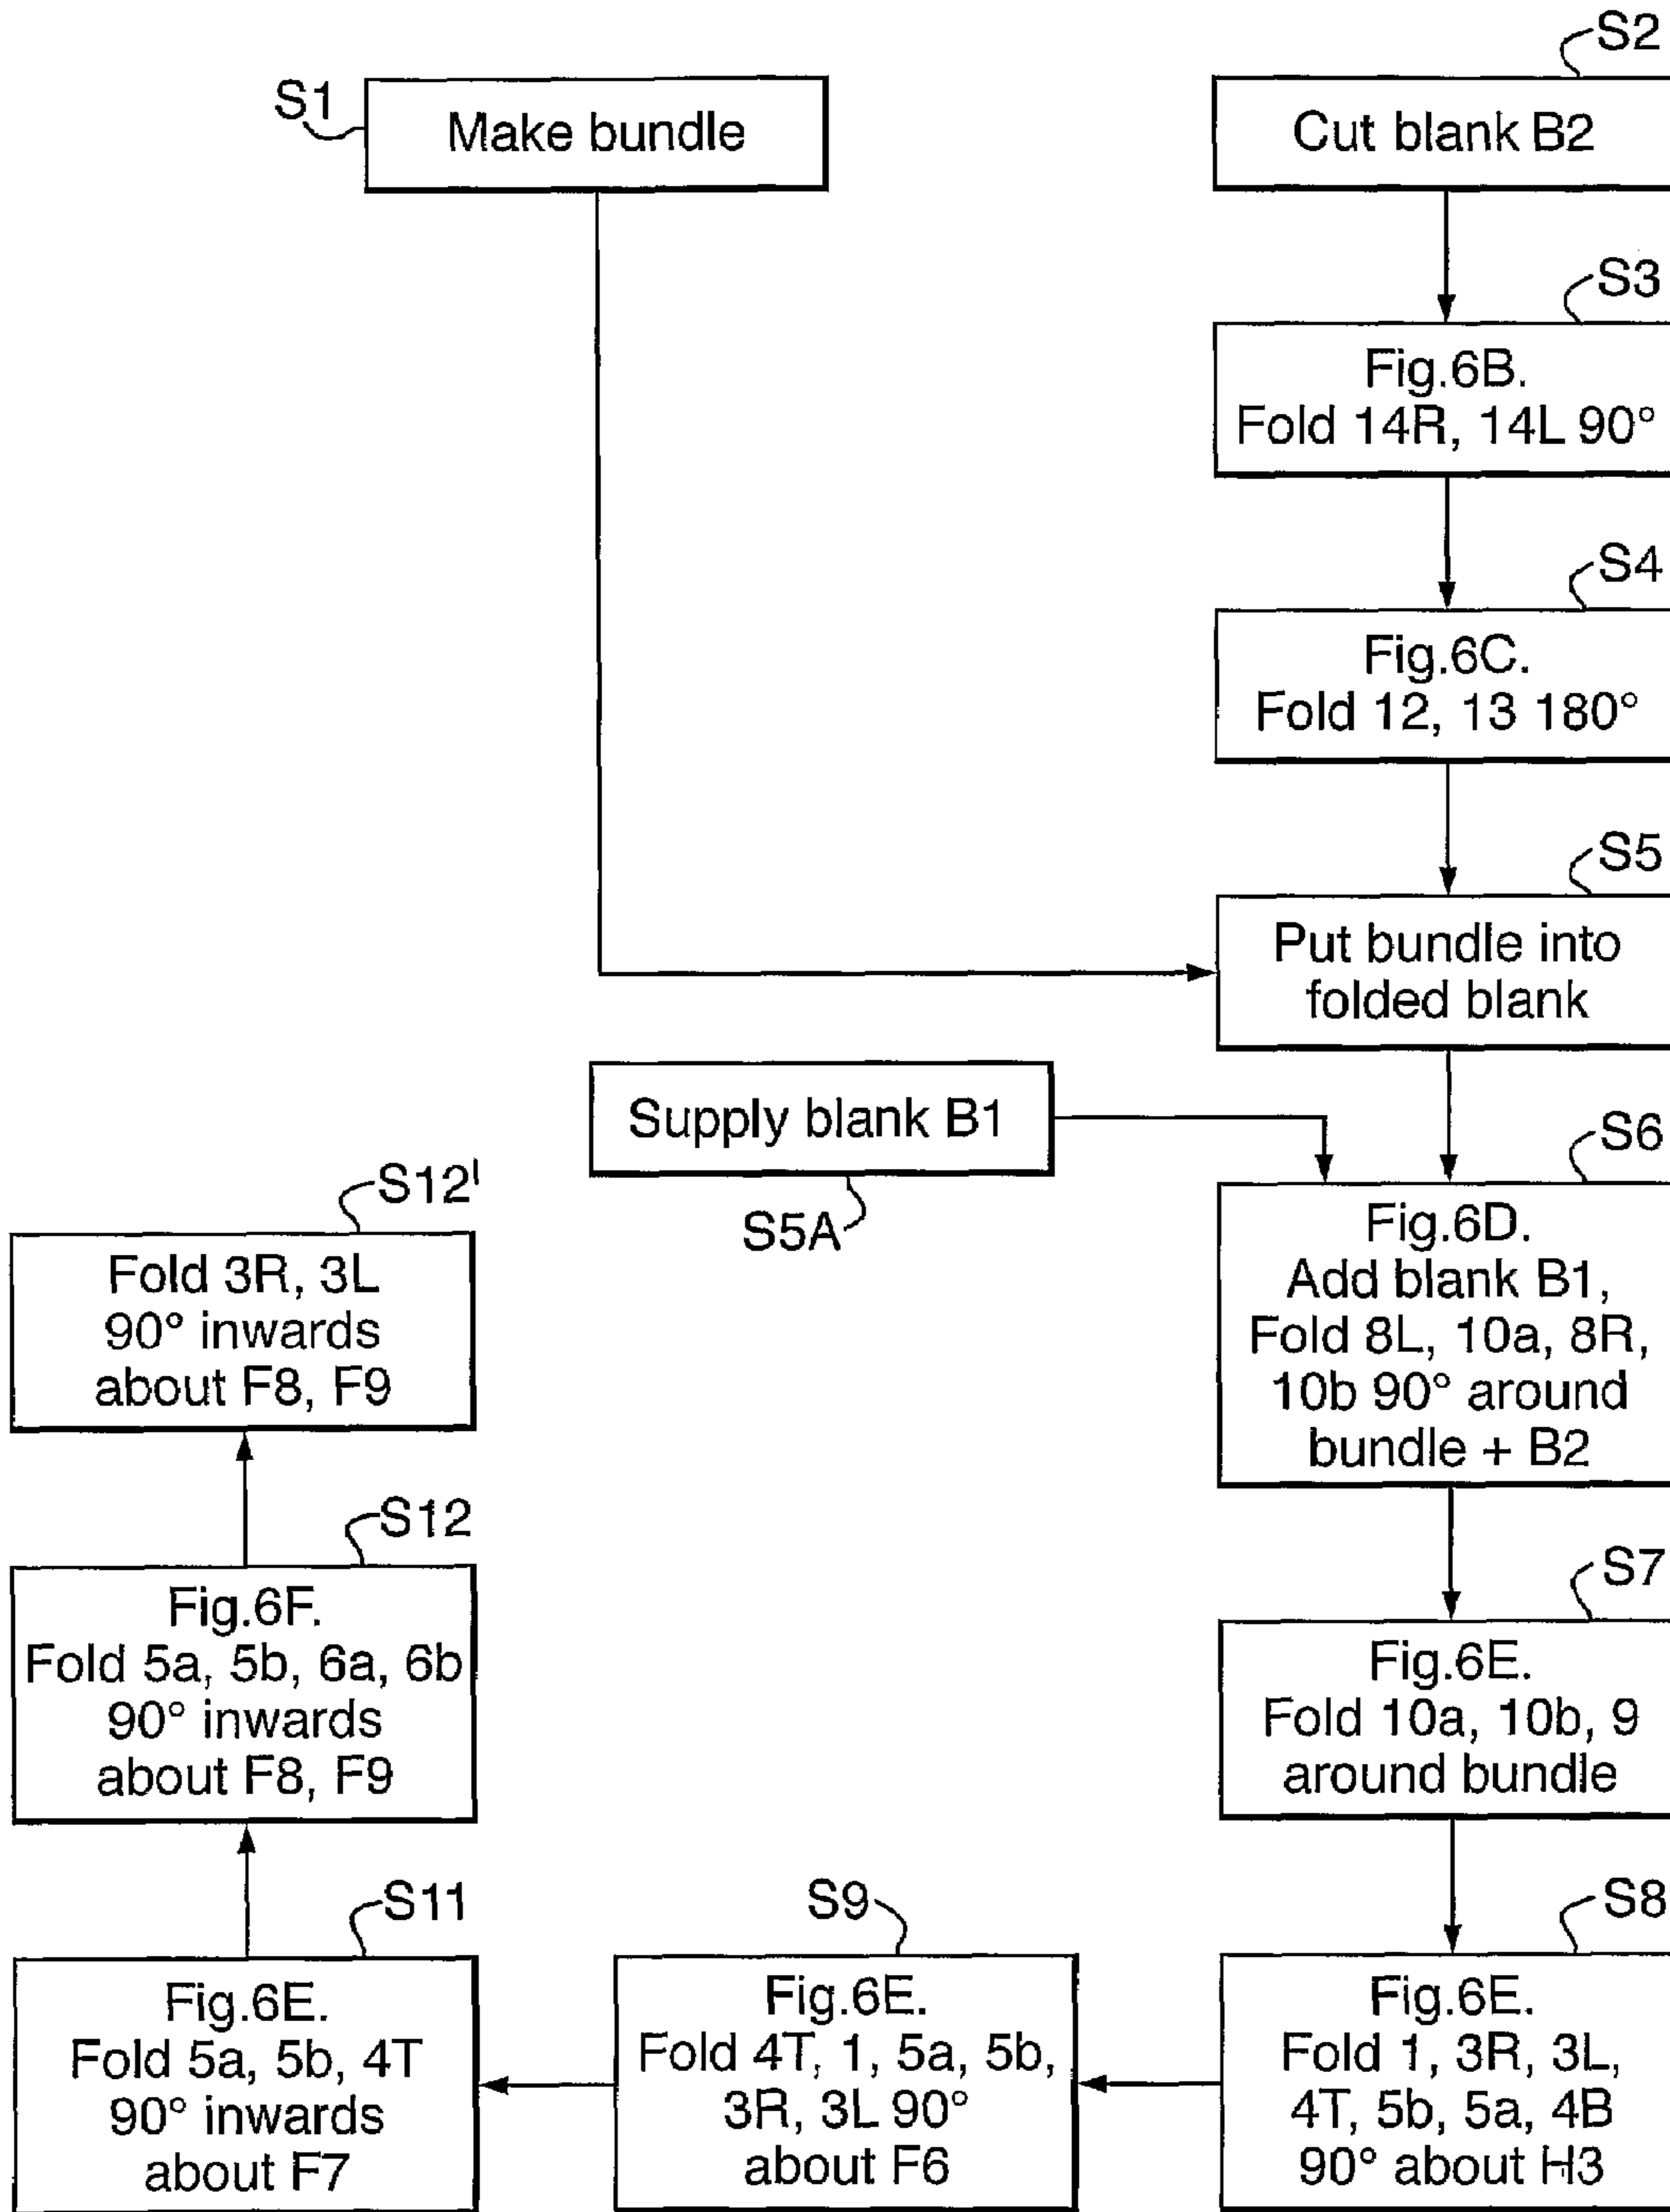 S1
Make bundle
S2
Cut blank B2
S3
Fig.6B.
Fold 14R, 14L 90°
S4
Fig.6C.
Fold 12, 13 180°
S5
Put bundle into
folded blank
Supply blank B1
S5A
S6
Fig.6D.
Add blank B1,
Fold 8L, 10a, 8R,
10b 90° around
bundle + B2
S7
Fig.6E.
Fold 10a, 10b, 9
around bundle
S8
Fig.6E.
Fold 1, 3R, 3L,
4T, 5b, 5a, 4B
90° about H3
S9
Fig.6E.
Fold 4T, 1, 5a, 5b,
3R, 3L 90°
about F6
S11
Fig.6E.
Fold 5a, 5b, 4T
90° inwards
about F7
S12
Fig.6F.
Fold 5a, 5b, 6a, 6b
90° inwards
about F8, F9
S12'
Fold 3R, 3L
90° inwards
about F8, F9